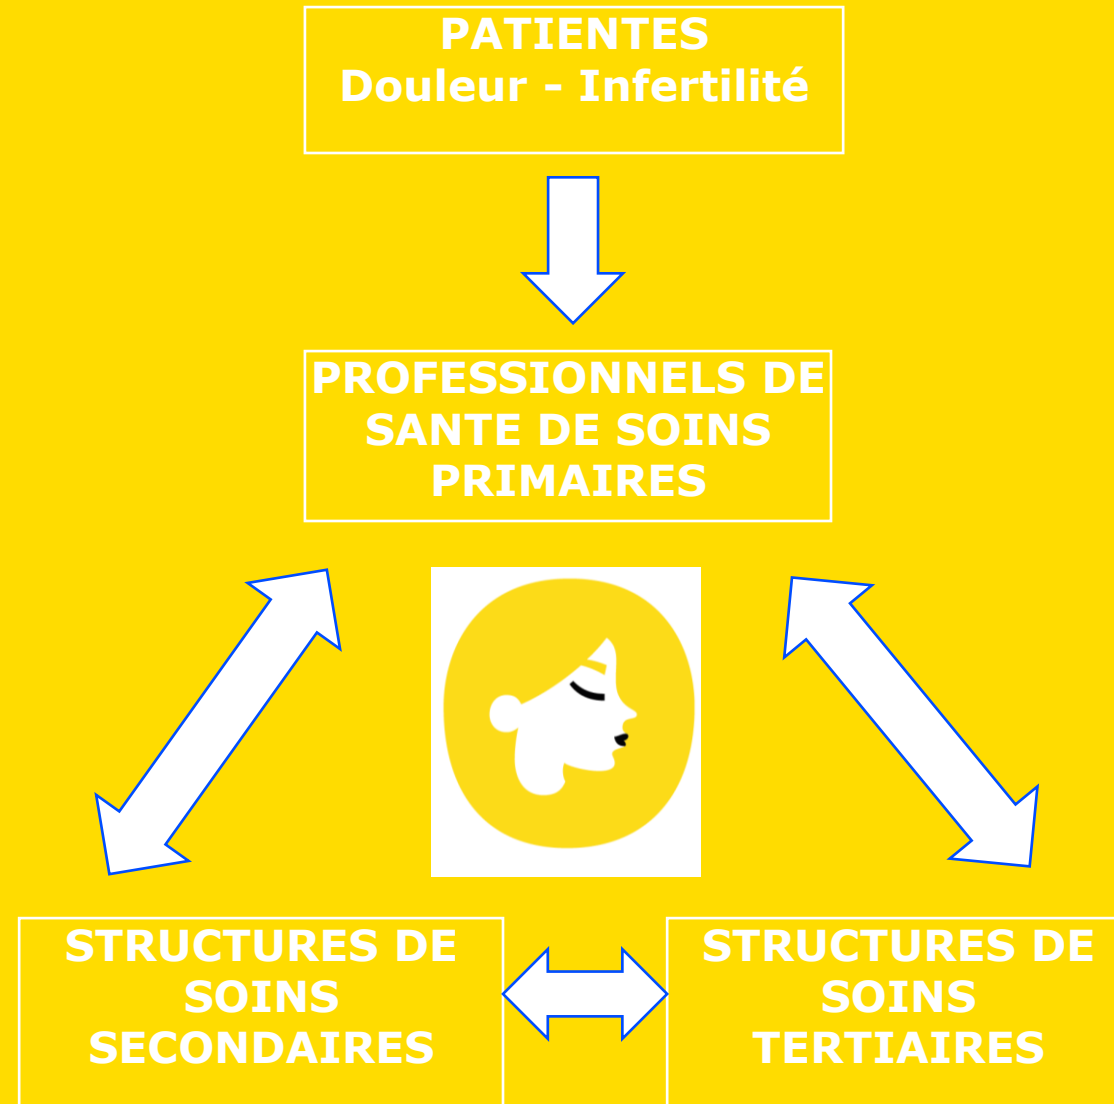 PATIENTES
Douleur - Infertilité
PROFESSIONNELS DE
SANTE DE SOINS
PRIMAIRES
STRUCTURES DE
SOINS
SECONDAIRES
STRUCTURES DE
SOINS
TERTIAIRES